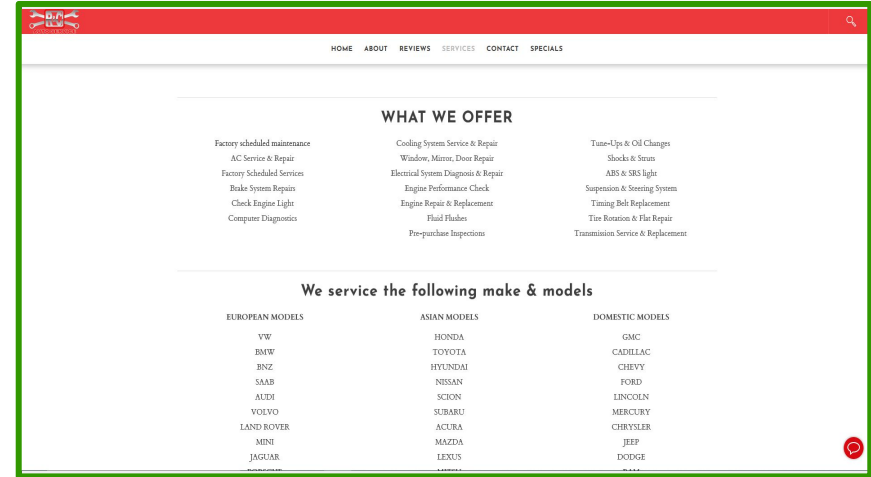 HOME ABOUT REVIEWS SERVICES CONTACT SPECIALS
WHAT WE OFFER
Factory scheduled maintenance
AC Service & Repair
Factory Scheduled Services
Brake System Repairs
Check Engine Light
Computer Diagnostics
Cooling System Service & Repair
Window, Mirror, Door Repair
Electrical System Diagnosis & Repair
Engine Performance Check
Engine Repair & Replacement
Fluid Flushes
Pre-purchase Inspections
Tune-Ups & Oil Changes
Shocks & Struts
ABS & SRS light
Suspension & Steering System
Timing Belt Replacement
Tire Rotation & Flat Repair
Transmission Service & Replacement
We service the following make & models
EUROPEAN MODELS
VW
BMW
BNZ
SAAB
AUDI
VOLVO
LAND ROVER
MINI
JAGUAR
ASIAN MODELS
HONDA
TOYOTA
HYUNDAI
NISSAN
SCION
SUBARU
ACURA
MAZDA
LEXUS
DOMESTIC MODELS
GMC
CADILLAC
CHEVY
FORD
LINCOLN
MERCURY
CHRYSLER
JEEP
DODGE